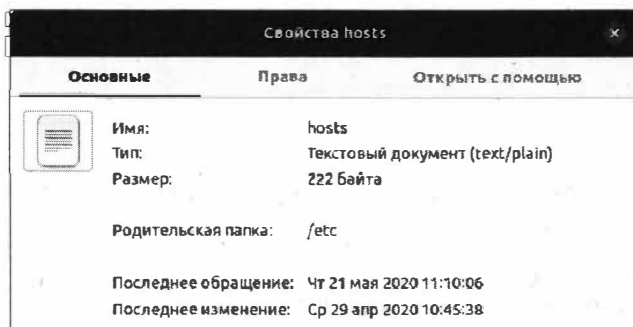 Свойства hosts
Основные Права Открыть с помощью
Имя: hosts
Тип: Текстовый документ (text/plain)
Размер: 222 байта
Родительская папка: /etc
Последнее обращение: Чт 21 мая 2020 11:10:06
Последнее изменение: Ср 29 апр 2020 10:45:38